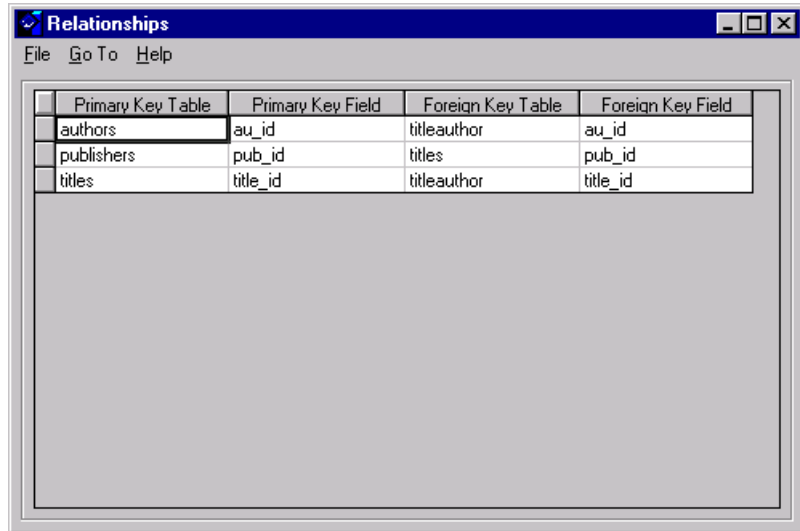 Relationships
File Go To Help
Primary Key Table Primary Key Field Foreign Key Table Foreign Key Field
authors au_id titleauthor au_id
publishers pub_id titles pub_id
titles title_id titleauthor title_id